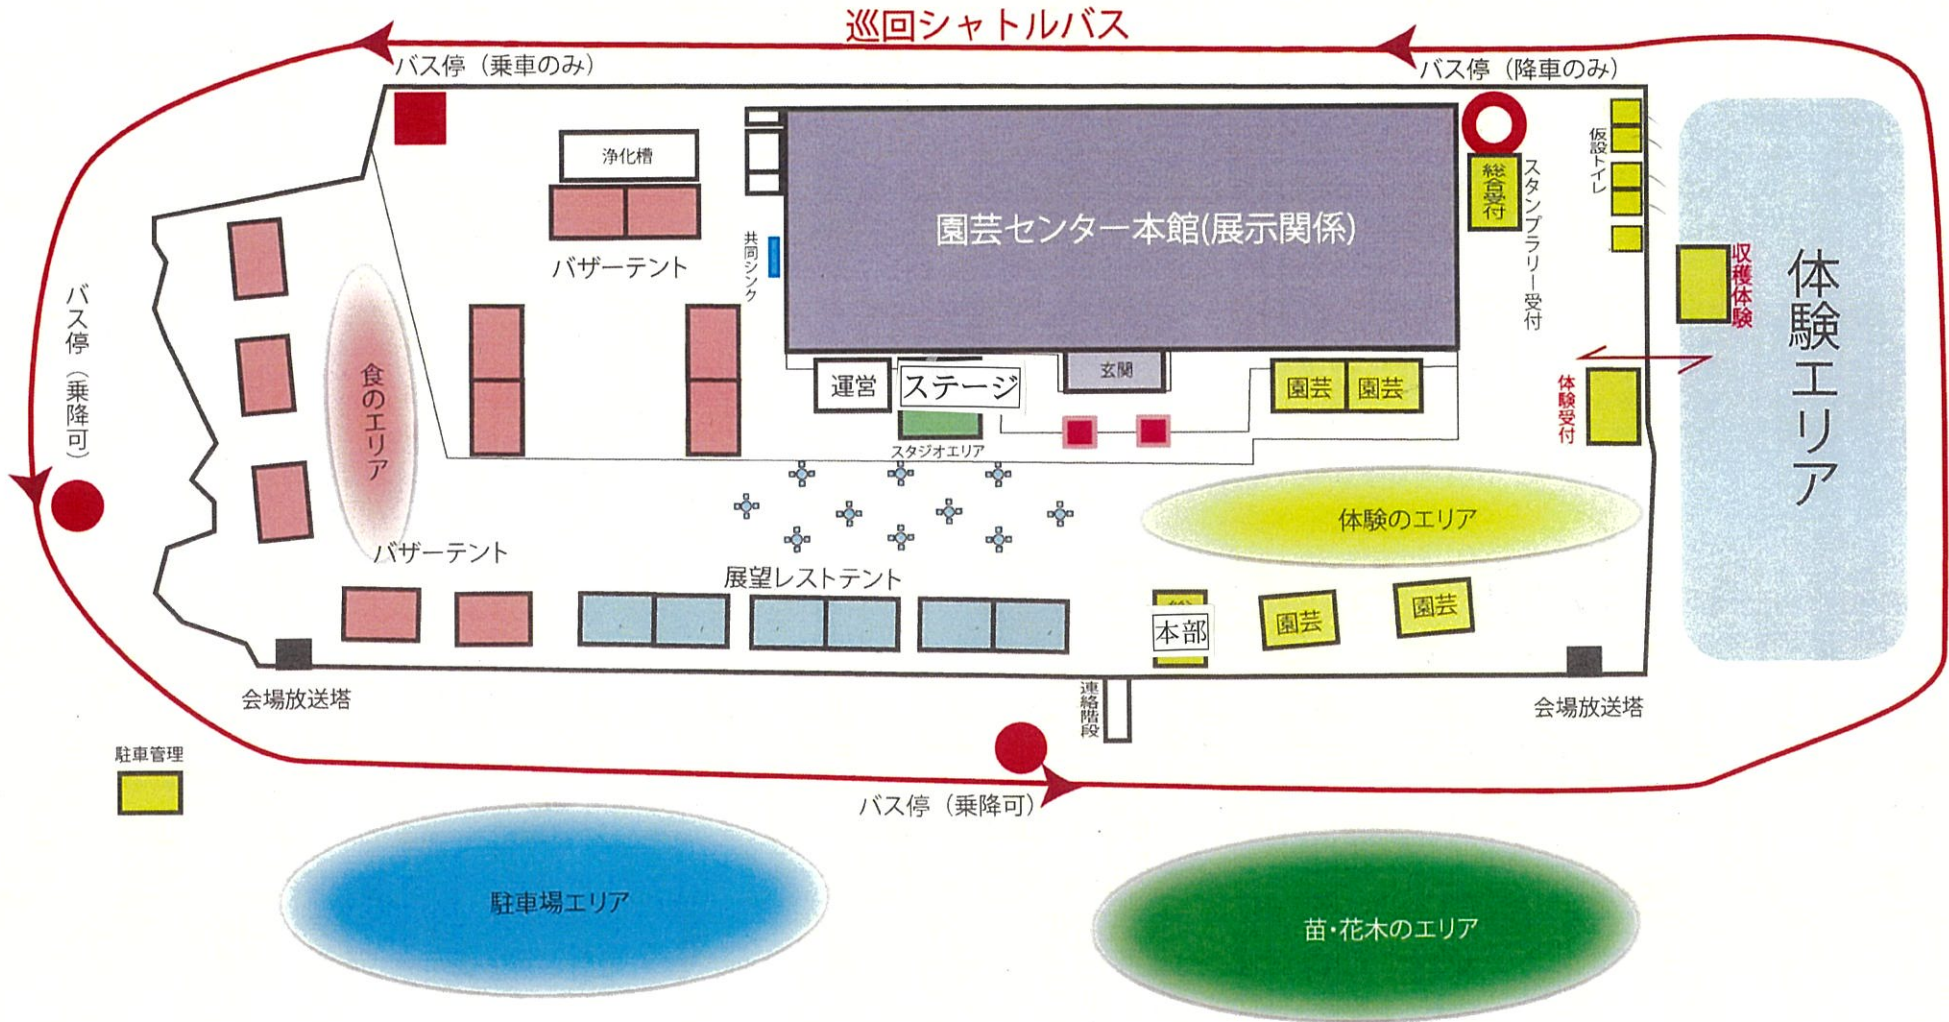 巡回シャトルバス
バス停（乗車のみ）
バス停（降車のみ）
浄化槽
バザーテント
共同シンク
園芸センター本館(展示関係)
総合受付
スタンプラリー受付
仮設トイレ
収穫体験
体験エリア
体験受付
バス停（乗降可）
食のエリア
運営
ステージ
玄関
園芸
園芸
スタジオエリア
体験のエリア
バザーテント
展望レストテント
本部
園芸
園芸
会場放送塔
連絡階段
会場放送塔
駐車管理
バス停（乗降可）
駐車場エリア
苗・花木のエリア